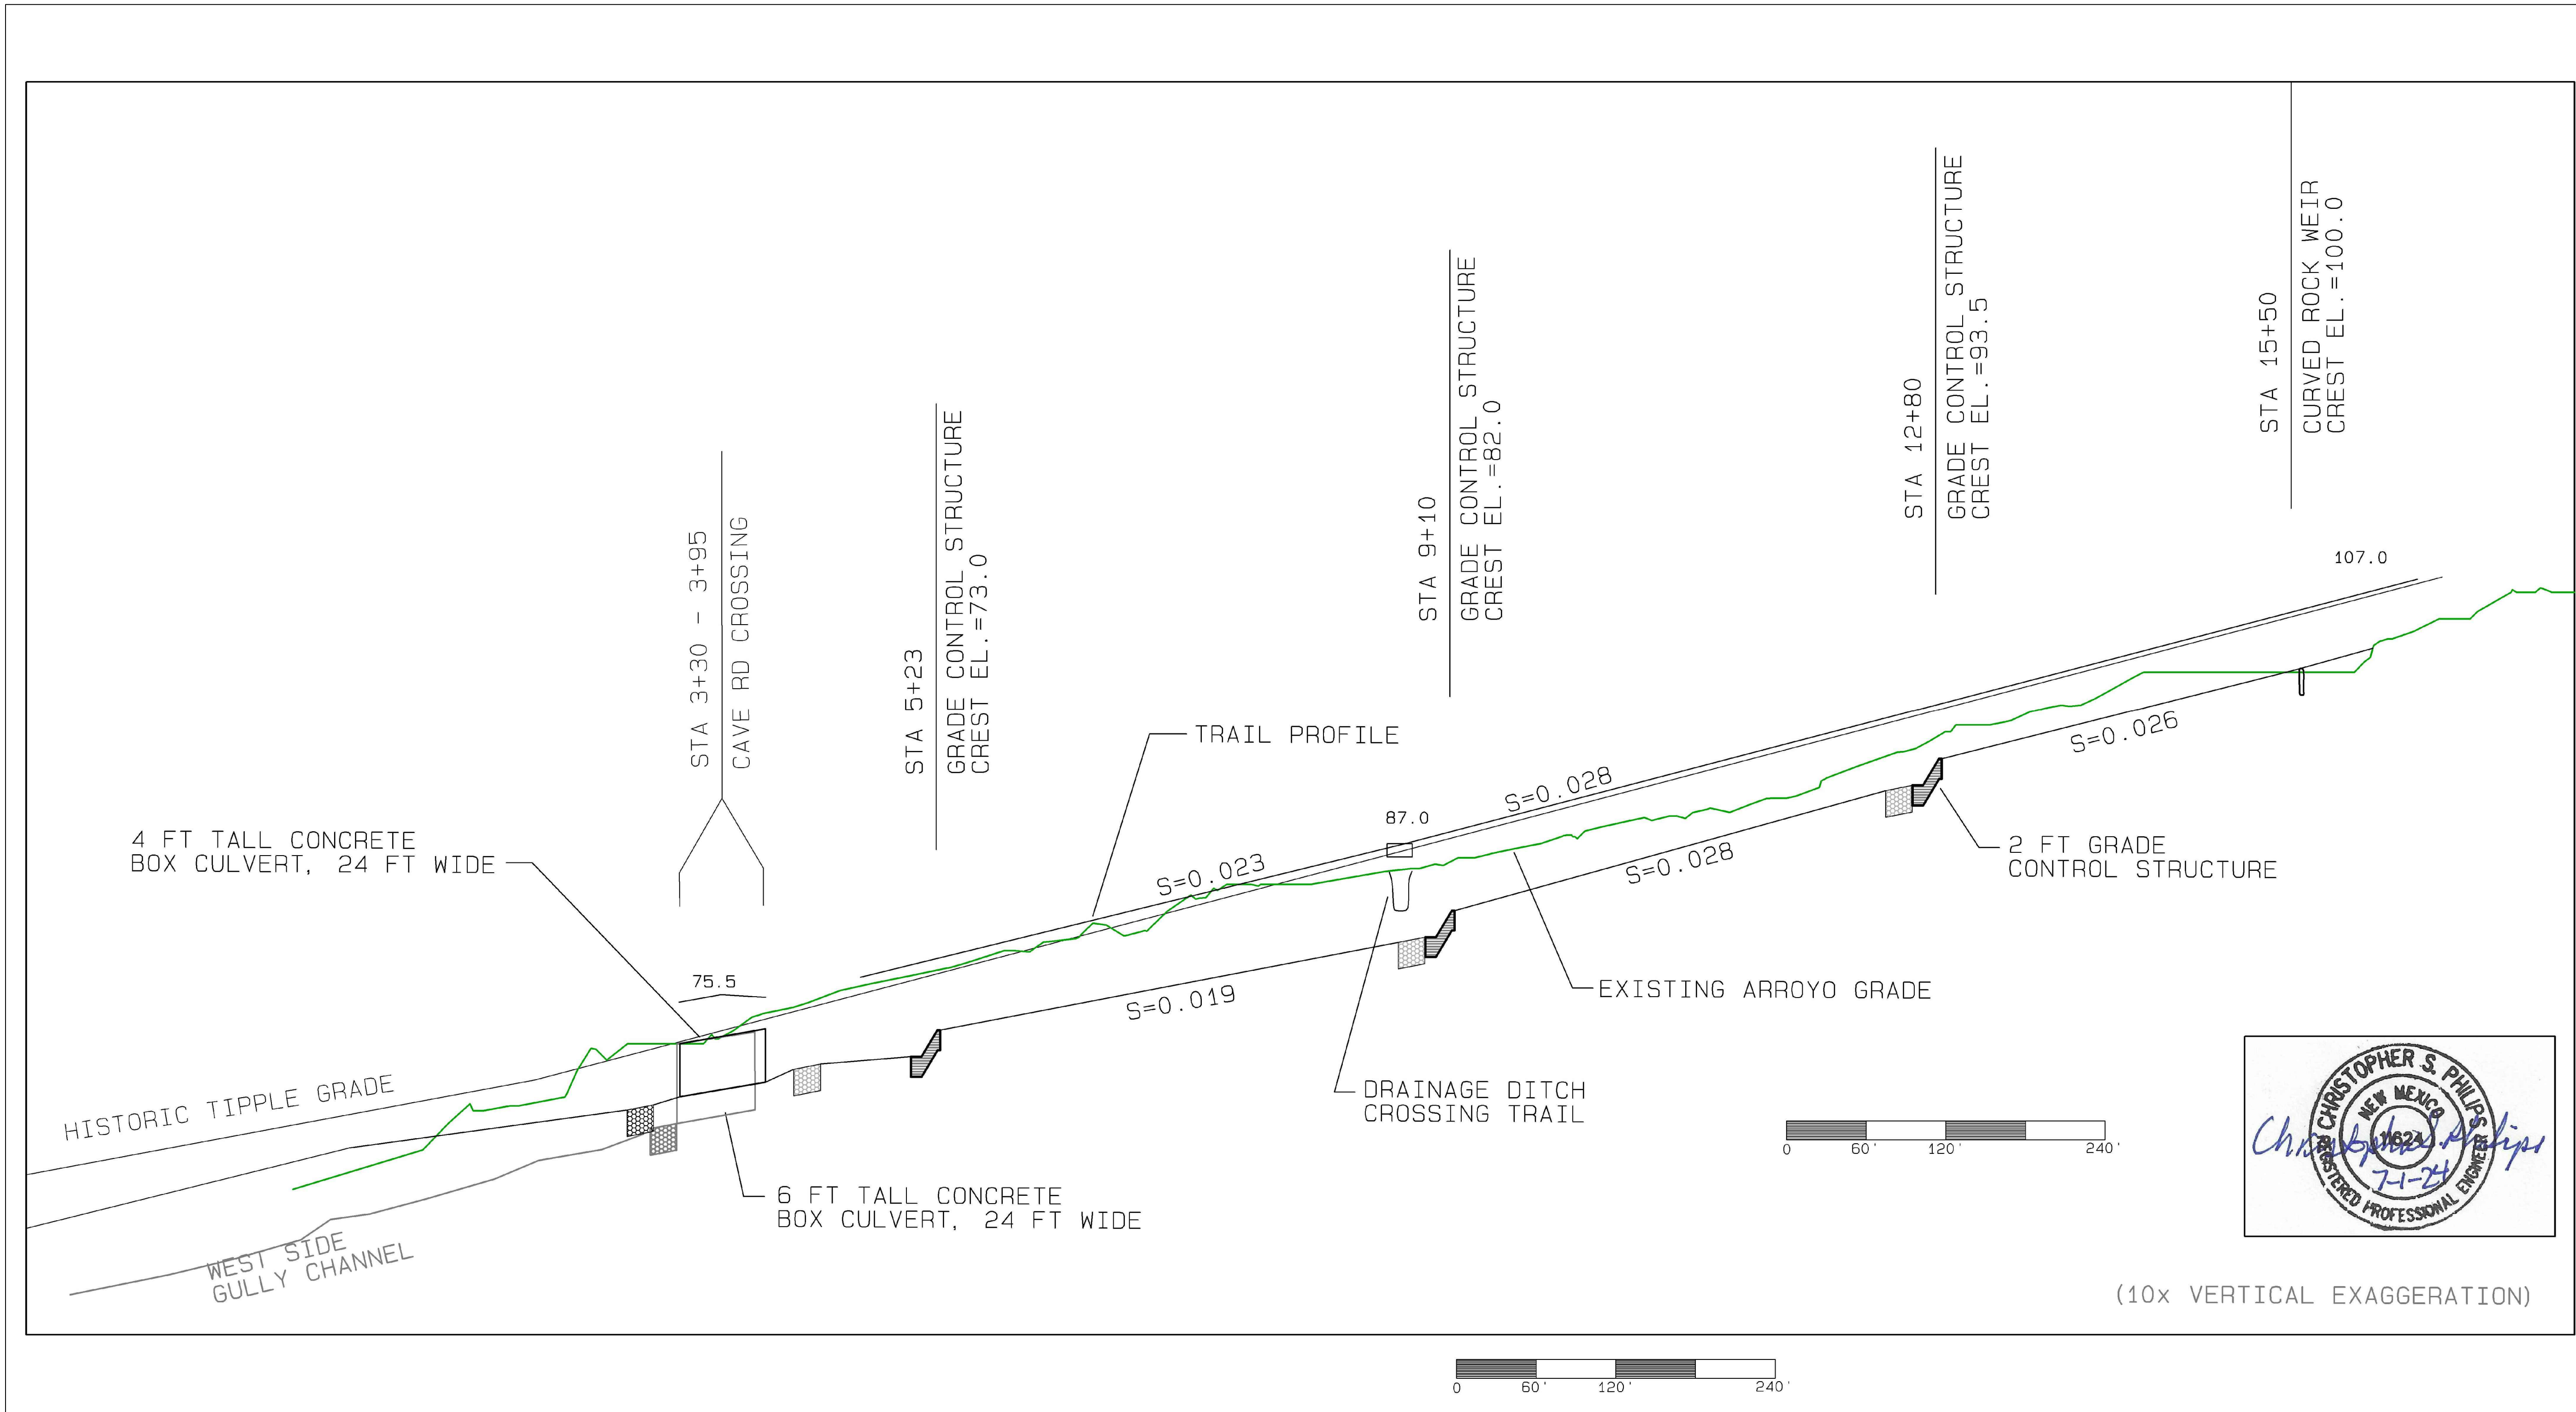 STA 3+30 - 3+95
CAVE RD CROSSING
STA 5+23
GRADE CONTROL STRUCTURE
CREST EL.=73.0
STA 9+10
GRADE CONTROL STRUCTURE
CREST EL.=82.0
STA 12+80
GRADE CONTROL STRUCTURE
CREST EL.=93.5
STA 15+50
CURVED ROCK WEIR
CREST EL.=100.0
107.0
TRAIL PROFILE
S=0.026
S=0.028
87.0
4 FT TALL CONCRETE
BOX CULVERT, 24 FT WIDE
S=0.023
S=0.028
2 FT GRADE
CONTROL STRUCTURE
75.5
S=0.019
EXISTING ARROYO GRADE
HISTORIC TIPPLE GRADE
DRAINAGE DITCH
CROSSING TRAIL
0 60' 120' 240'
6 FT TALL CONCRETE
BOX CULVERT, 24 FT WIDE
WEST SIDE
GULLY CHANNEL
CHRISTOPHER S. PHILIPS
NEW MEXICO
11624
Christopher S. Philips
7-1-24
REGISTERED PROFESSIONAL ENGINEER
(10x VERTICAL EXAGGERATION)
0 60' 120' 240'